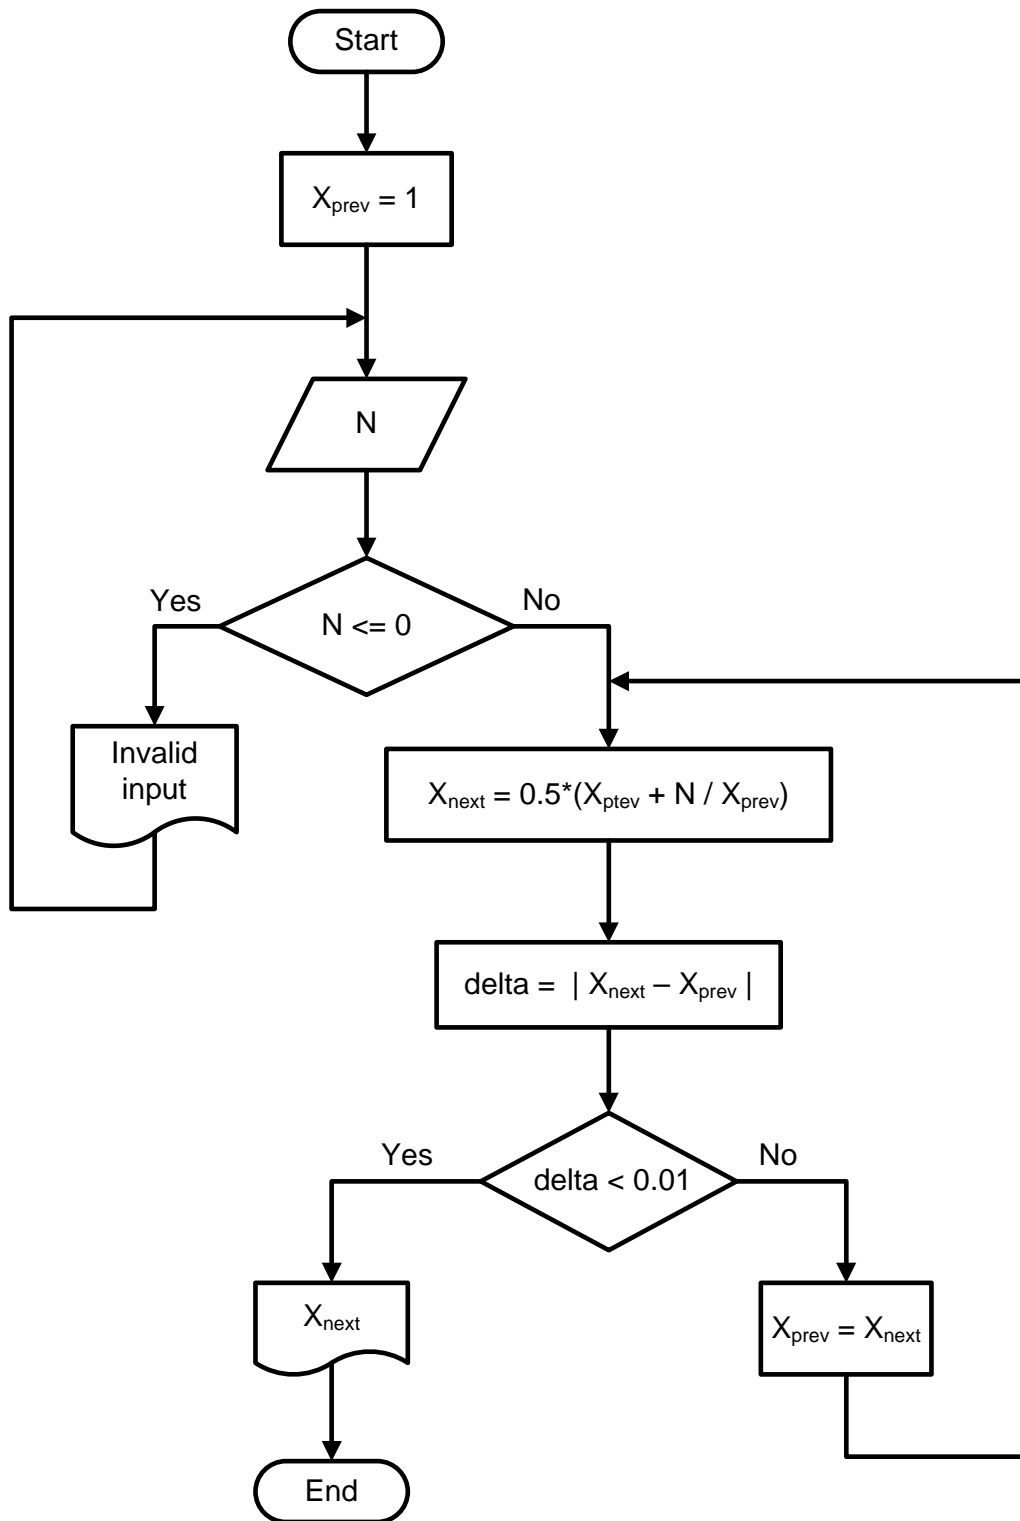 Start
Xprev = 1
N
Yes
No
N <= 0
Invalid
input
Xnext = 0.5*(Xptev + N / Xprev)
delta = | Xnext – Xprev |
Yes
No
delta < 0.01
Xnext
Xprev = Xnext
End